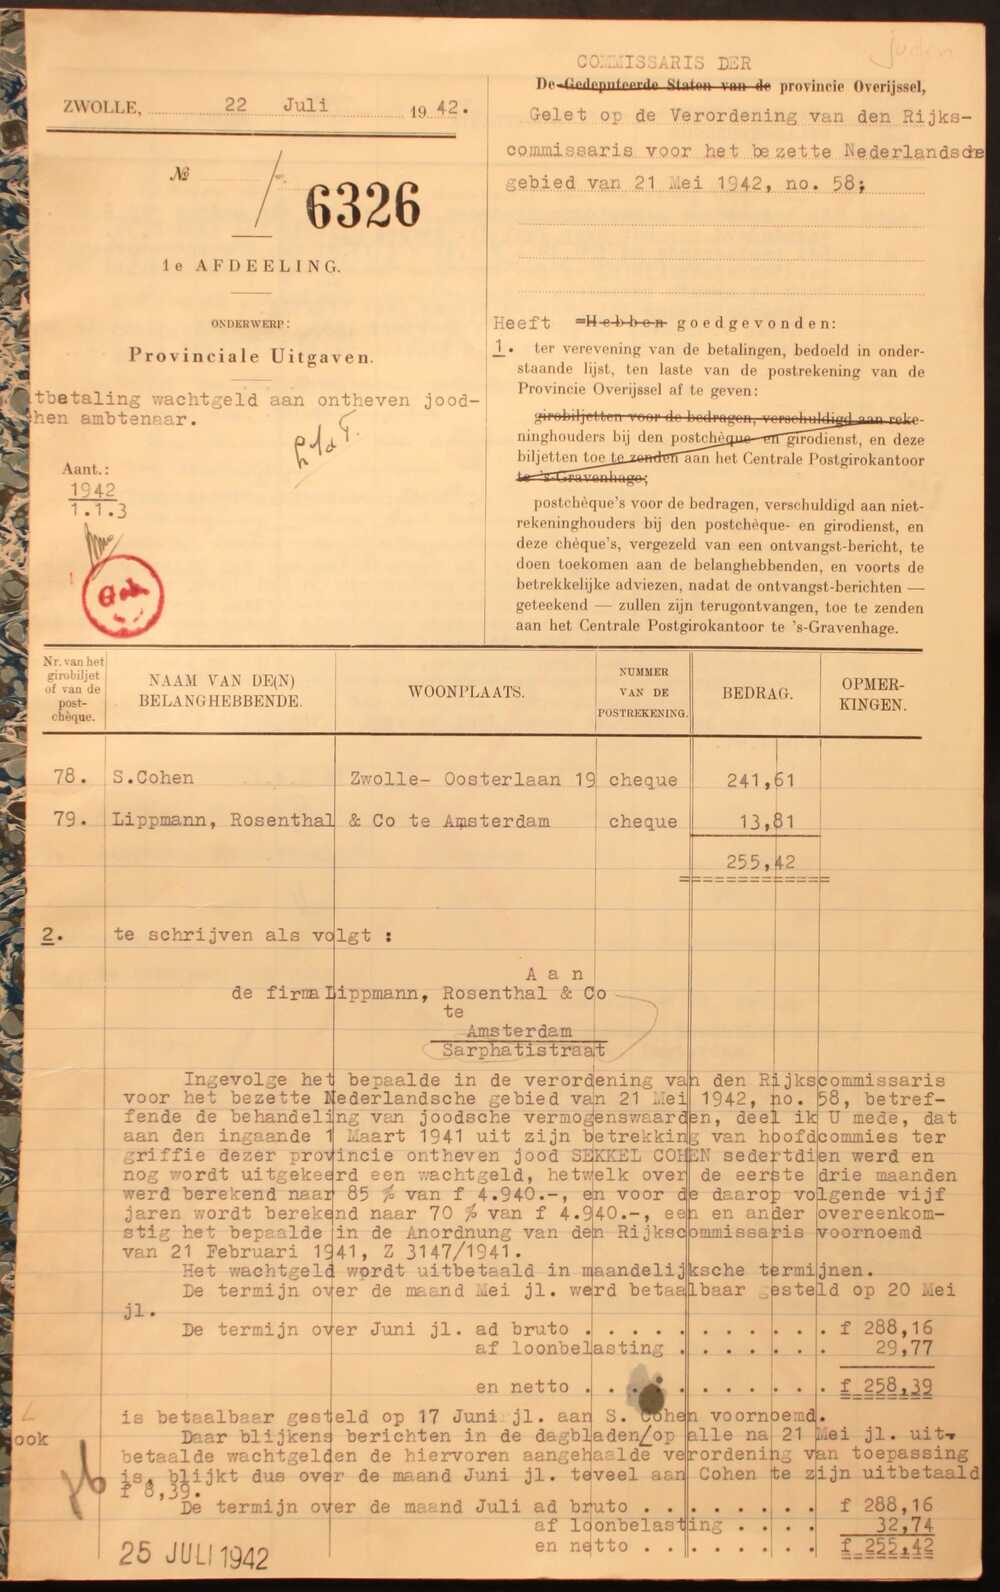 juden
ZWOLLE, 22 Juli 1942.
№ / 6326
1e AFDEELING.
ONDERWERP:
Provinciale Uitgaven.
tbetaling wachtgeld aan ontheven jood-
hen ambtenaar.
Aant.:
1942
1.1.3
Geh
COMMISSARIS DER
De Gedeputeerde Staten van de provincie Overijssel,
Gelet op de Verordening van den Rijks-
commissaris voor het bezette Nederlandsche
gebied van 21 Mei 1942, no. 58;
Heeft =Hebben goedgevonden:
1. ter verevening van de betalingen, bedoeld in onder-
staande lijst, ten laste van de postrekening van de
Provincie Overijssel af te geven:
girobiljetten voor de bedragen, verschuldigd aan reke-
ninghouders bij den postchèque- en girodienst, en deze
biljetten toe te zenden aan het Centrale Postgirokantoor
te 's-Gravenhage;
postchèque's voor de bedragen, verschuldigd aan niet-
rekeninghouders bij den postchèque- en girodienst, en
deze chèque's, vergezeld van een ontvangst-bericht, te
doen toekomen aan de belanghebbenden, en voorts de
betrekkelijke adviezen, nadat de ontvangst-berichten —
geteekend — zullen zijn terugontvangen, toe te zenden
aan het Centrale Postgirokantoor te 's-Gravenhage.
Nr. van het
girobiljet
of van de
post-
chèque.
NAAM VAN DE(N)
BELANGHEBBENDE.
WOONPLAATS.
NUMMER
VAN DE
POSTREKENING.
BEDRAG.
OPMER-
KINGEN.
78. S.Cohen Zwolle- Oosterlaan 19 cheque 241,61
79. Lippmann, Rosenthal & Co te Amsterdam cheque 13,81
255,42
2. te schrijven als volgt :
A a n
de firma Lippmann, Rosenthal & Co
te
Amsterdam
Sarphatistraat
Ingevolge het bepaalde in de verordening van den Rijkscommissaris
voor het bezette Nederlandsche gebied van 21 Mei 1942, no. 58, betref-
fende de behandeling van joodsche vermogenswaarden, deel ik U mede, dat
aan den ingaande 1 Maart 1941 uit zijn betrekking van hoofdcommies ter
griffie dezer provincie ontheven jood SEKKEL COHEN sedertdien werd en
nog wordt uitgekeerd een wachtgeld, hetwelk over de eerste drie maanden
werd berekend naar 85 % van f 4.940.-, en voor de daarop volgende vijf
jaren wordt berekend naar 70 % van f 4.940.-, een en ander overeenkom-
stig het bepaalde in de Anordnung van den Rijkscommissaris voornoemd
van 21 Februari 1941, Z 3147/1941.
Het wachtgeld wordt uitbetaald in maandelijksche termijnen.
De termijn over de maand Mei jl. werd betaalbaar gesteld op 20 Mei
jl.
De termijn over Juni jl. ad bruto . . . . . . . . . . . f 288,16
af loonbelasting . . . . . . . 29,77
en netto . . . . . . . . . . . f 258,39
is betaalbaar gesteld op 17 Juni jl. aan S. Cohen voornoemd.
ook
Daar blijkens berichten in de dagbladen/op alle na 21 Mei jl. uit-
betaalde wachtgelden de hiervoren aangehaalde verordening van toepassing
is, blijkt dus over de maand Juni jl. teveel aan Cohen te zijn uitbetaald
f 8,39.
De termijn over de maand Juli ad bruto . . . . . . . . f 288,16
af loonbelasting . . . . 32,74
en netto . . . . . . . . f 255,42
25 JULI 1942